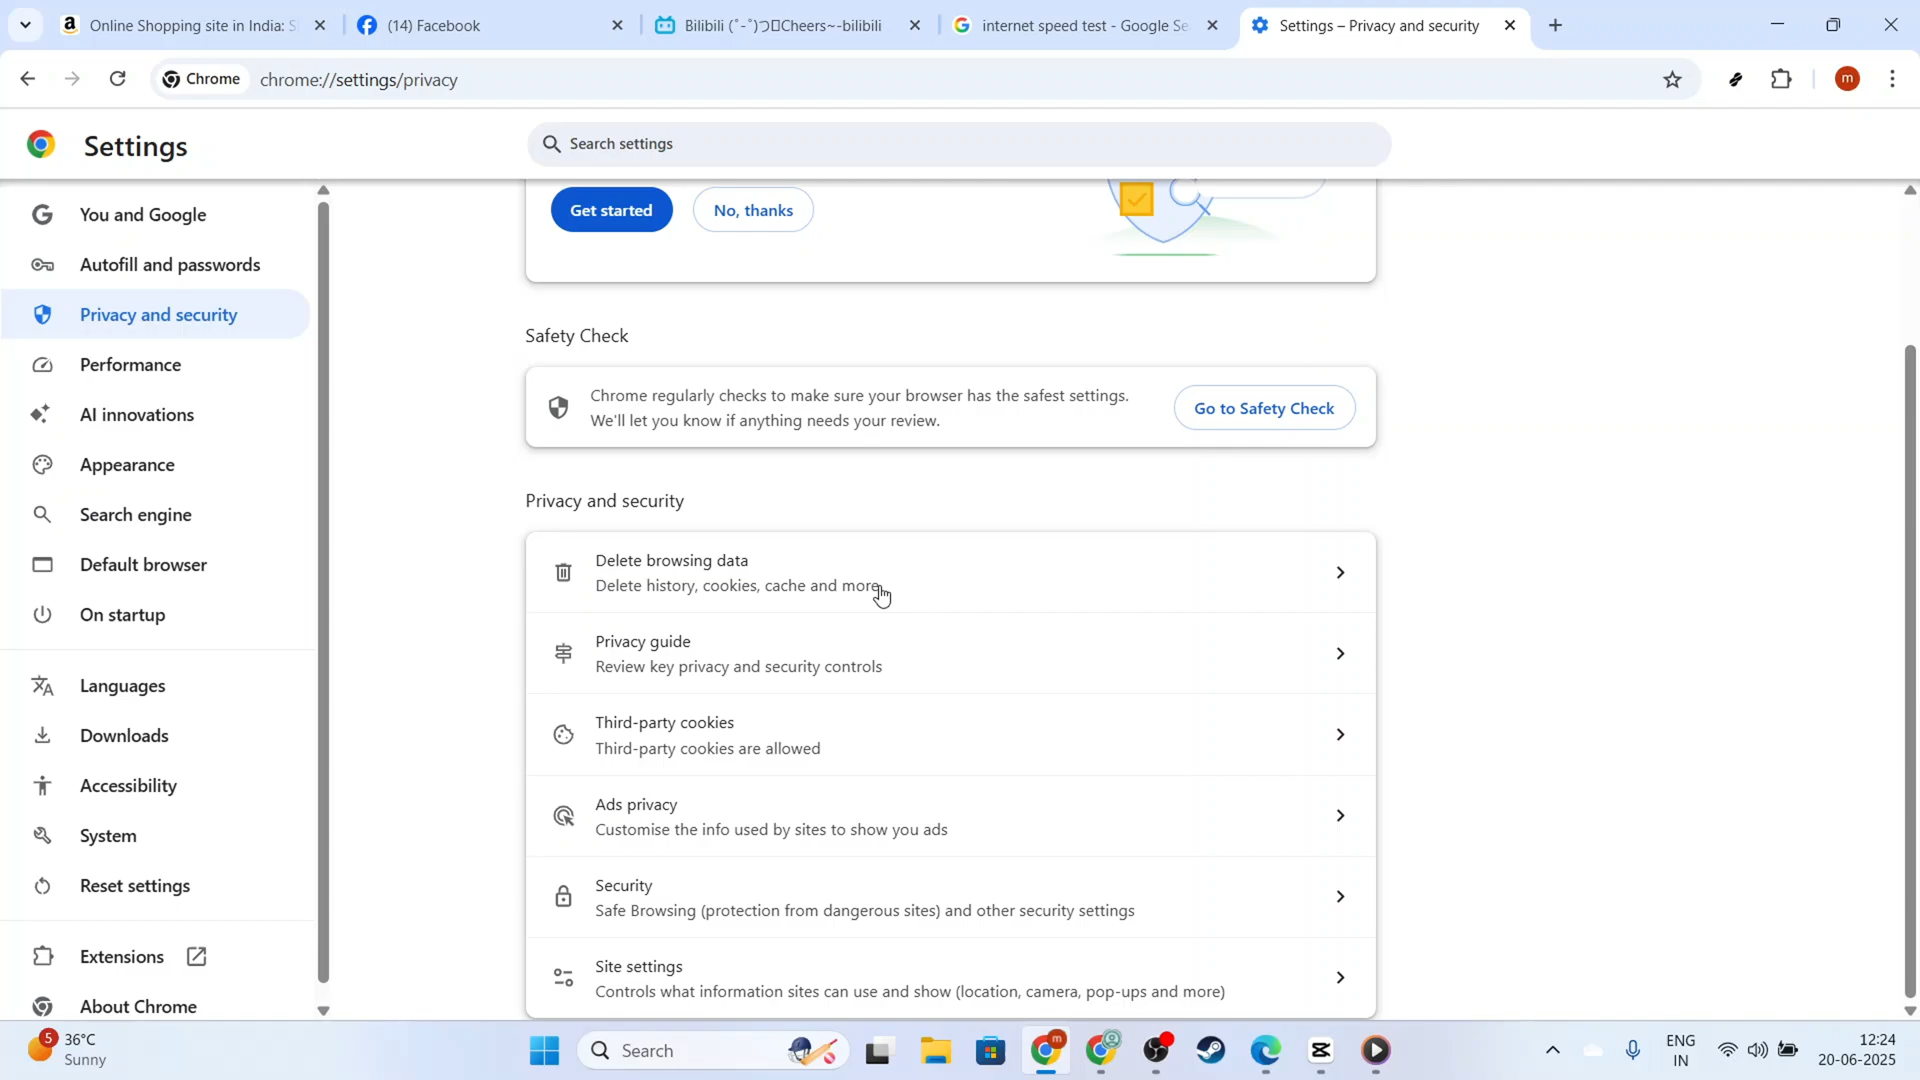 Online Shopping site in India: S
(14) Facebook
Bilibili (゜-゜)つロCheers~-bilibili
internet speed test - Google Se
Settings – Privacy and security
Chrome
chrome://settings/privacy
m
Settings
Search settings
You and Google
Autofill and passwords
Privacy and security
Performance
AI innovations
Appearance
Search engine
Default browser
On startup
Languages
Downloads
Accessibility
System
Reset settings
Extensions
About Chrome
Get started
No, thanks
Safety Check
Chrome regularly checks to make sure your browser has the safest settings.
We'll let you know if anything needs your review.
Go to Safety Check
Privacy and security
Delete browsing data
Delete history, cookies, cache and more
Privacy guide
Review key privacy and security controls
Third-party cookies
Third-party cookies are allowed
Ads privacy
Customise the info used by sites to show you ads
Security
Safe Browsing (protection from dangerous sites) and other security settings
Site settings
Controls what information sites can use and show (location, camera, pop-ups and more)
5
36°C
Sunny
Search
m
ENG
IN
12:24
20-06-2025